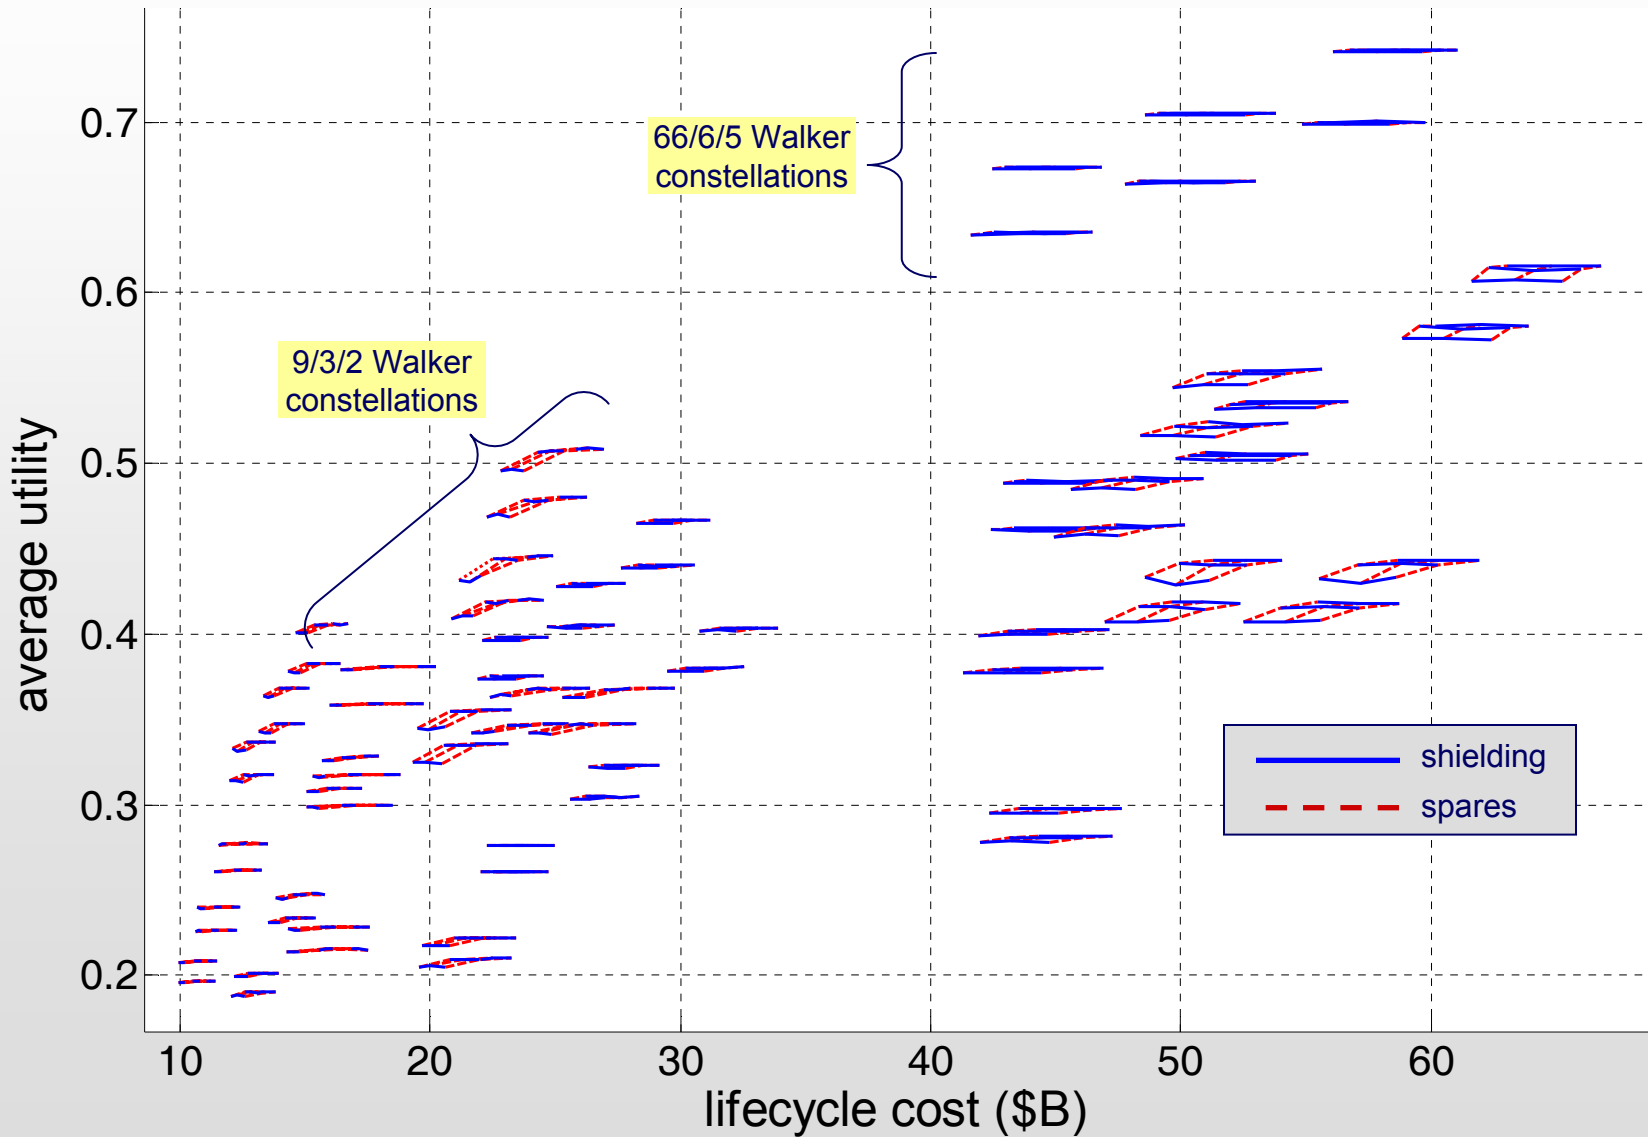 0.7
66/6/5 Walker
constellations
0.6
9/3/2 Walker
constellations
0.5
average utility
0.4
shielding
0.3
spares
0.2
10 20 30 40 50 60
lifecycle cost ($B)